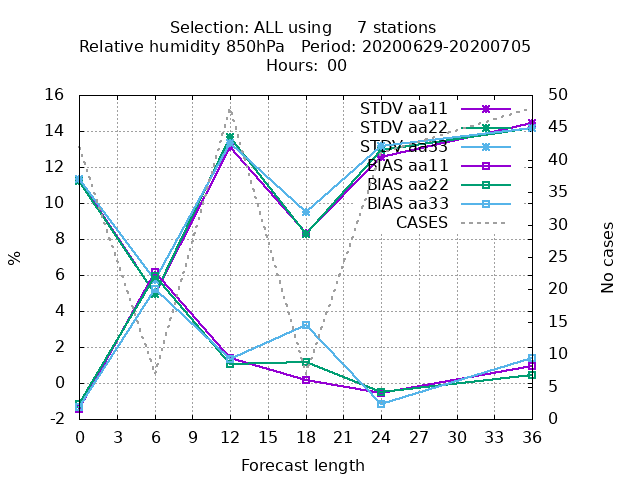 Selection: ALL using     7 stations
Relative humidity 850hPa   Period: 20200629-20200705
Hours: 00
16 50
14 45
12 40
10 35
8 30
6 25
4 20
2 15
0 10
-2 5
0
STDV aa11
STDV aa22
STDV aa33
BIAS aa11
BIAS aa22
BIAS aa33
CASES
%
No cases
0 3 6 9 12 15 18 21 24 27 30 33 36
Forecast length